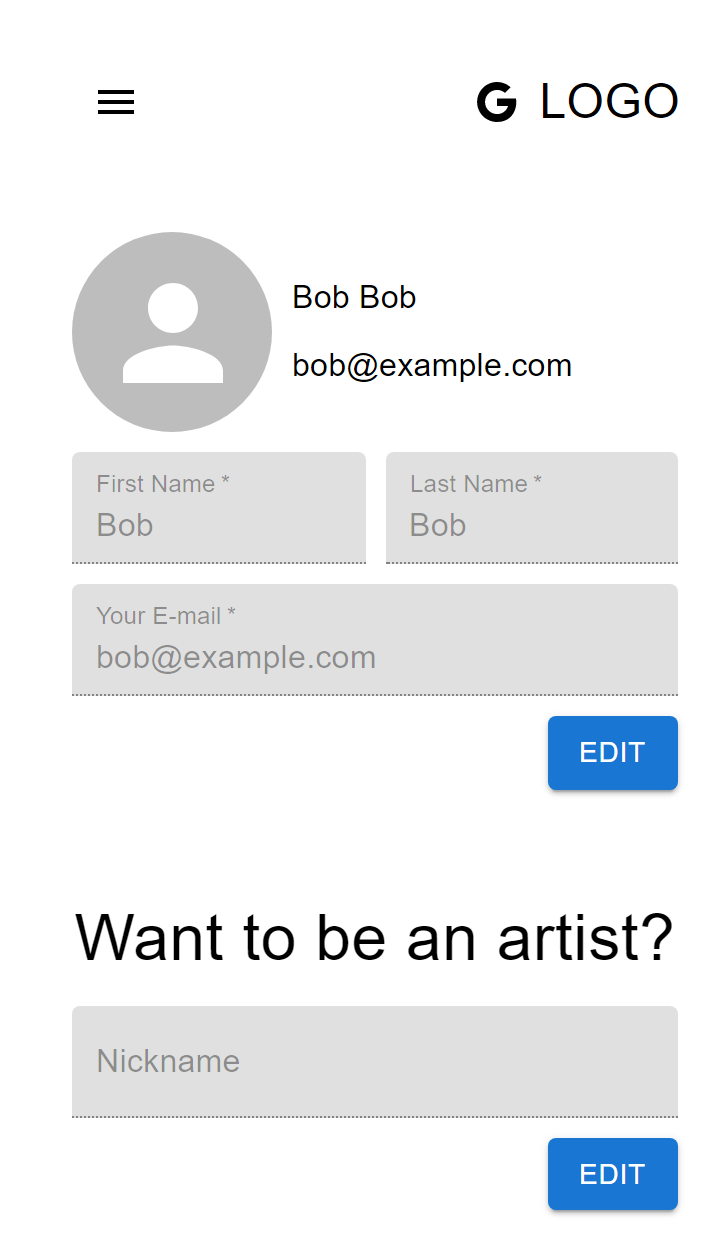 LOGO
Bob Bob
bob@example.com
First Name *
Bob
Last Name *
Bob
Your E-mail *
bob@example.com
EDIT
Want to be an artist?
Nickname
EDIT